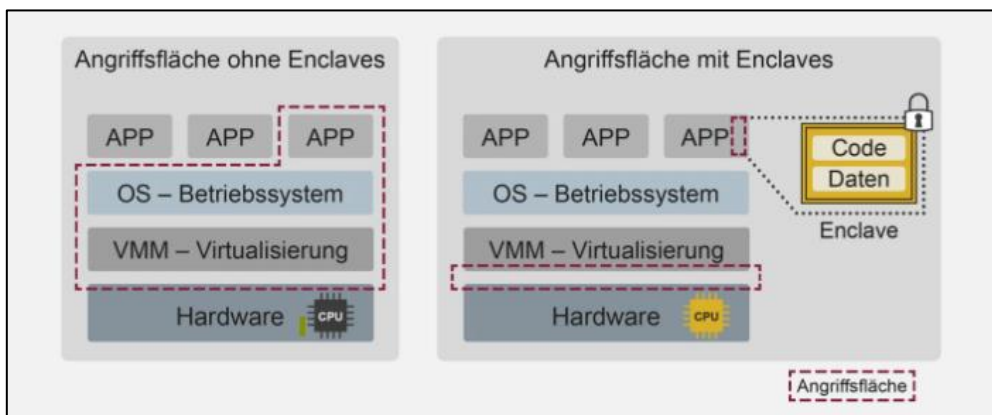 Angriffsfläche ohne Enclaves
APP APP APP
OS – Betriebssystem
VMM – Virtualisierung
Hardware CPU
Angriffsfläche mit Enclaves
APP APP APP
OS – Betriebssystem
VMM – Virtualisierung
Hardware CPU
Code
Daten
Enclave
Angriffsfläche